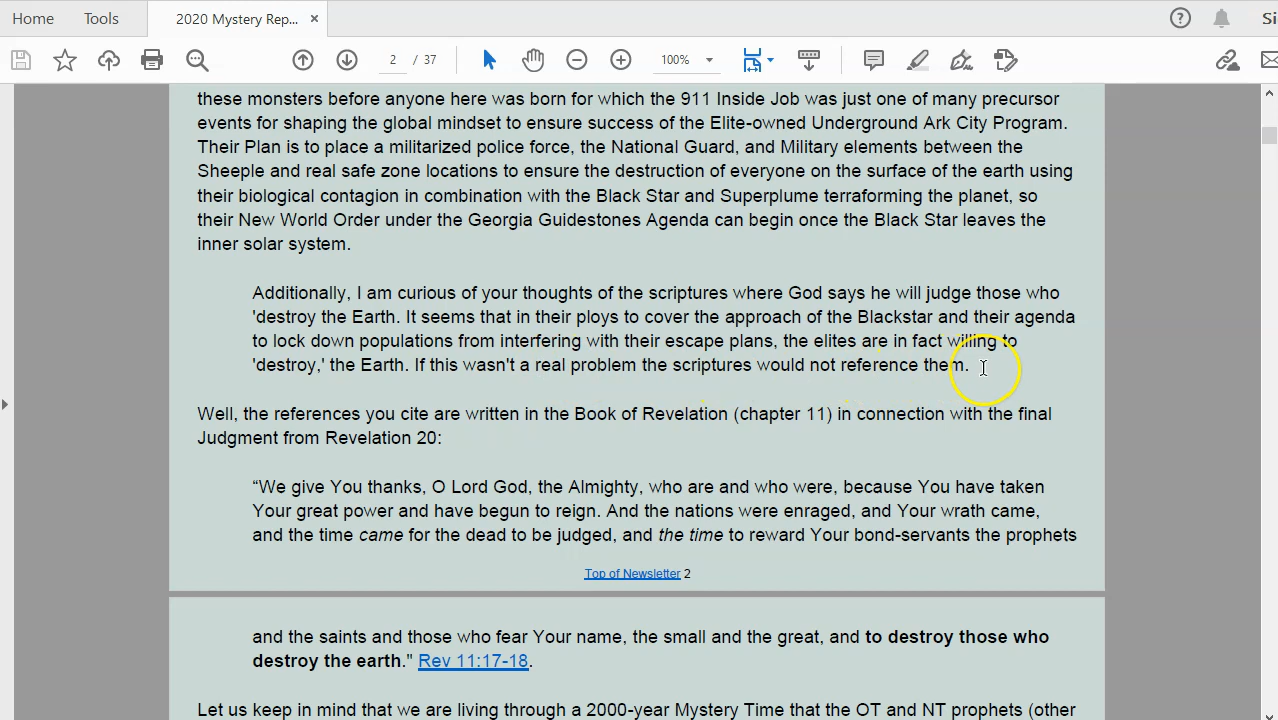 Home
Tools
2020 Mystery Rep...
×
?
Si
2 / 37
100%
these monsters before anyone here was born for which the 911 Inside Job was just one of many precursor
events for shaping the global mindset to ensure success of the Elite-owned Underground Ark City Program.
Their Plan is to place a militarized police force, the National Guard, and Military elements between the
Sheeple and real safe zone locations to ensure the destruction of everyone on the surface of the earth using
their biological contagion in combination with the Black Star and Superplume terraforming the planet, so
their New World Order under the Georgia Guidestones Agenda can begin once the Black Star leaves the
inner solar system.
Additionally, I am curious of your thoughts of the scriptures where God says he will judge those who
'destroy the Earth. It seems that in their ploys to cover the approach of the Blackstar and their agenda
to lock down populations from interfering with their escape plans, the elites are in fact willing to
'destroy,' the Earth. If this wasn't a real problem the scriptures would not reference them.
Well, the references you cite are written in the Book of Revelation (chapter 11) in connection with the final
Judgment from Revelation 20:
“We give You thanks, O Lord God, the Almighty, who are and who were, because You have taken
Your great power and have begun to reign. And the nations were enraged, and Your wrath came,
and the time came for the dead to be judged, and the time to reward Your bond-servants the prophets
Top of Newsletter 2
and the saints and those who fear Your name, the small and the great, and to destroy those who
destroy the earth." Rev 11:17-18.
Let us keep in mind that we are living through a 2000-year Mystery Time that the OT and NT prophets (other